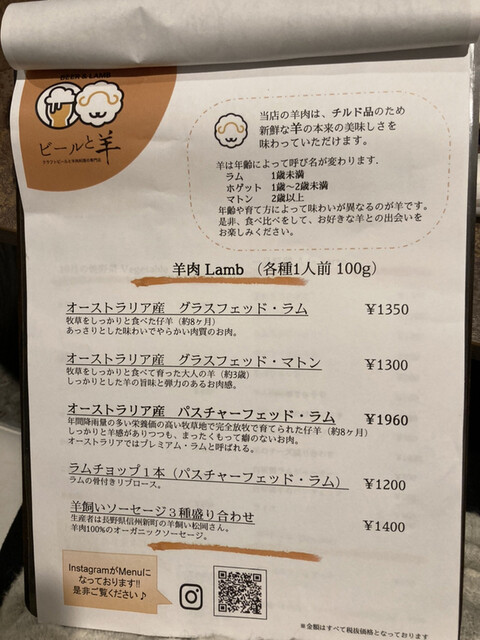 BEER & LAMB
ビールと羊
クラフトビールと羊肉料理の専門店
当店の羊肉は、チルド品のため
新鮮な羊の本来の美味しさを
味わっていただけます。
羊は年齢によって呼び名が変わります.
ラム 1歳未満
ホゲット 1歳〜2歳未満
マトン 2歳以上
年齢や育て方によって味わいが異なるのが羊です。
是非、食べ比べをして、お好きな羊との出会いを
お楽しみください。
羊肉 Lamb (各種1人前 100g)
オーストラリア産 グラスフェッド・ラム ¥1350
牧草をしっかりと食べた仔羊（約8ヶ月）
あっさりとした味わいでやらかい肉質のお肉。
オーストラリア産 グラスフェッド・マトン ¥1300
牧草をしっかりと食べて育った大人の羊（約3歳）
しっかりとした羊の旨味と弾力のあるお肉感。
オーストラリア産 パスチャーフェッド・ラム ¥1960
年間降雨量の多い栄養価の高い牧草地で完全放牧で育てられた仔羊（約8ヶ月）
しっかりと羊感がありつつも、まったくもって癖のないお肉。
オーストラリアではプレミアム・ラムと呼ばれる。
ラムチョップ１本（パスチャーフェッド・ラム） ¥1200
ラムの骨付きリブロース。
羊飼いソーセージ３種盛り合わせ ¥1400
生産者は長野県信州新町の羊飼い松岡さん。
羊肉100%のオーガニックソーセージ。
InstagramがMenuに
なっております!!
是非ご覧ください♪
※金額はすべて税抜価格となっております